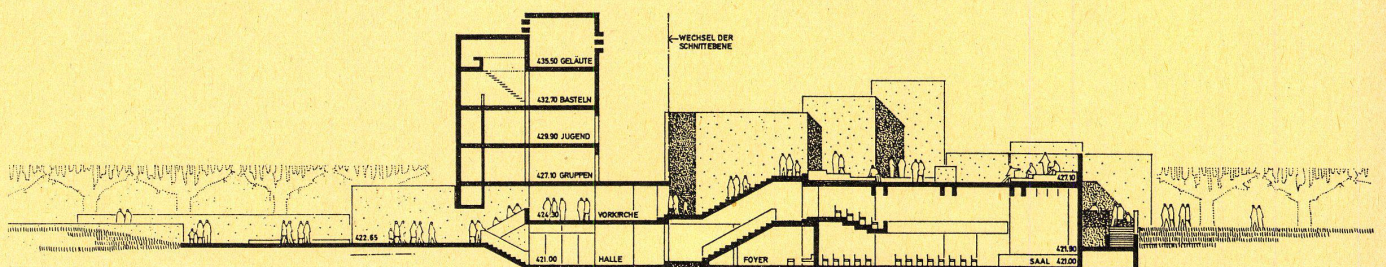 ←WECHSEL DER
SCHNITTEBENE
435.50 GELÄUTE
432.70 BASTELN
429.90 JUGEND
427.10 GRUPPEN
427.10
424.30 VORKIRCHE
422.65
421.90
421.00 HALLE
FOYER
SAAL 421.00